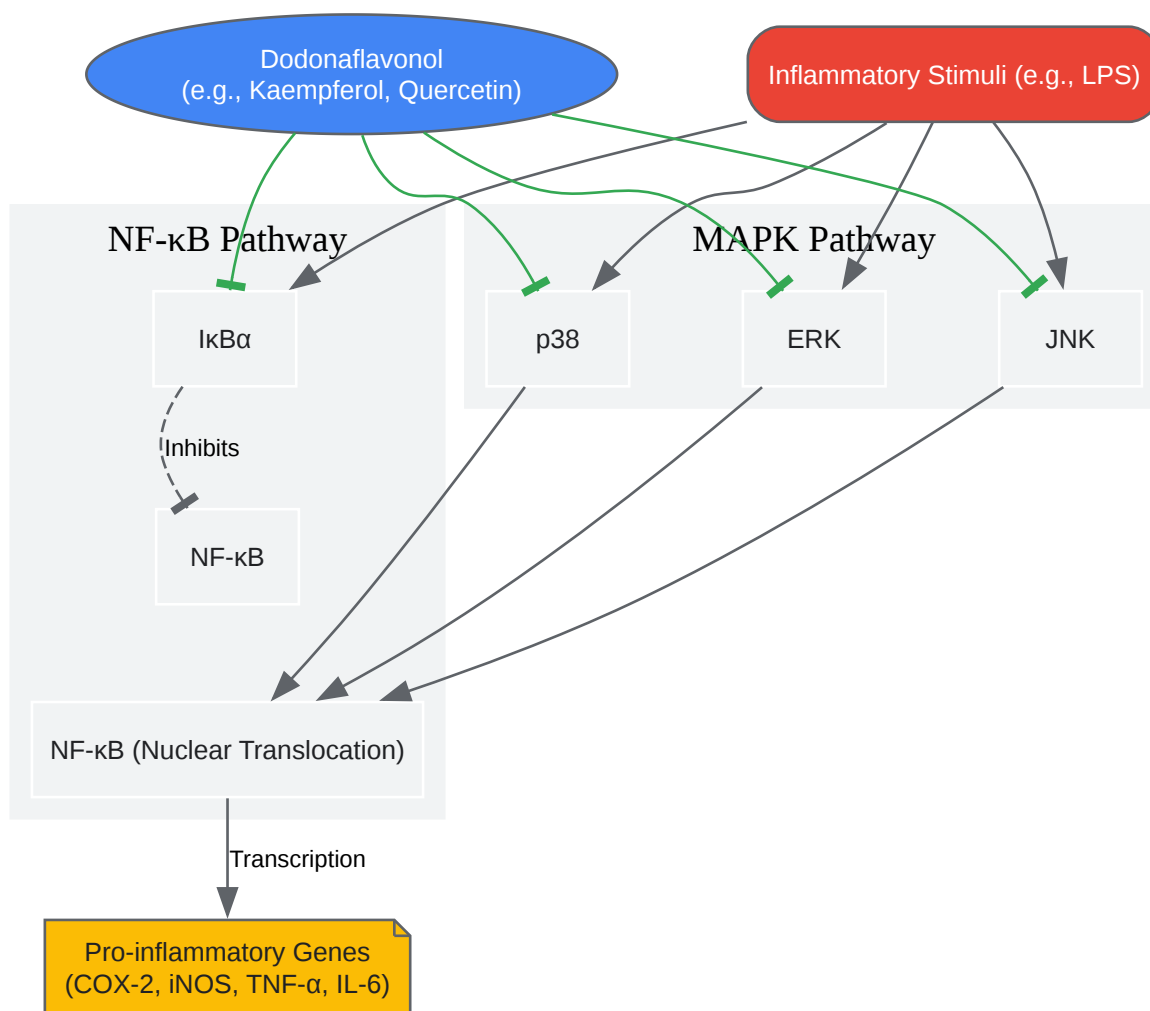 Dodonaflavonol
(e.g., Kaempferol, Quercetin)
Inflammatory Stimuli (e.g., LPS)
NF-κB Pathway
MAPK Pathway
IκBα
p38
ERK
JNK
Inhibits
NF-κB
NF-κB (Nuclear Translocation)
Transcription
Pro-inflammatory Genes
(COX-2, iNOS, TNF-α, IL-6)